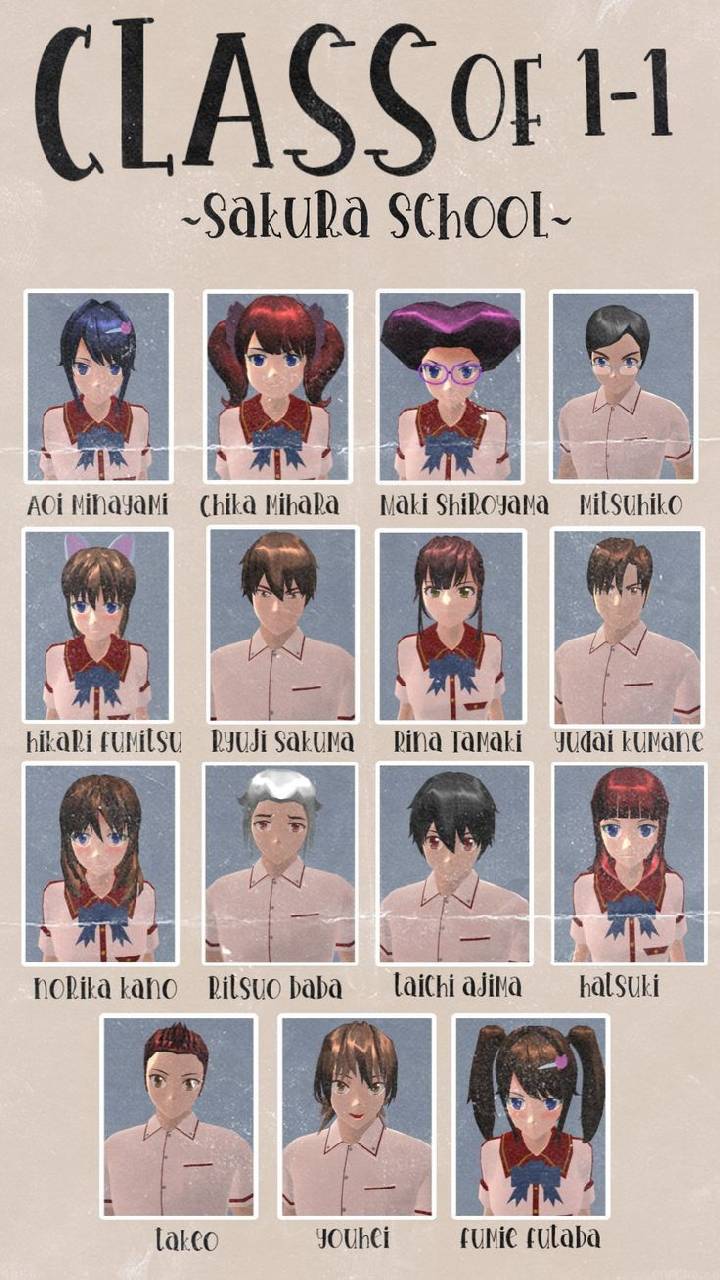 CLASS OF 1-1
~SakuRa SChOOL~
AOi MiNaYaMi Chika MihaRa Maki ShiROyaMa MiTSuhiKO
hikaRi fuMiTSu RyuJi SakuMa RiNa TaMaki yudai kuMaNe
NORika kaNO RiTSuO baba TaiChi aJiMa haTSuki
TakeO yOuhei fuMie fuTaba